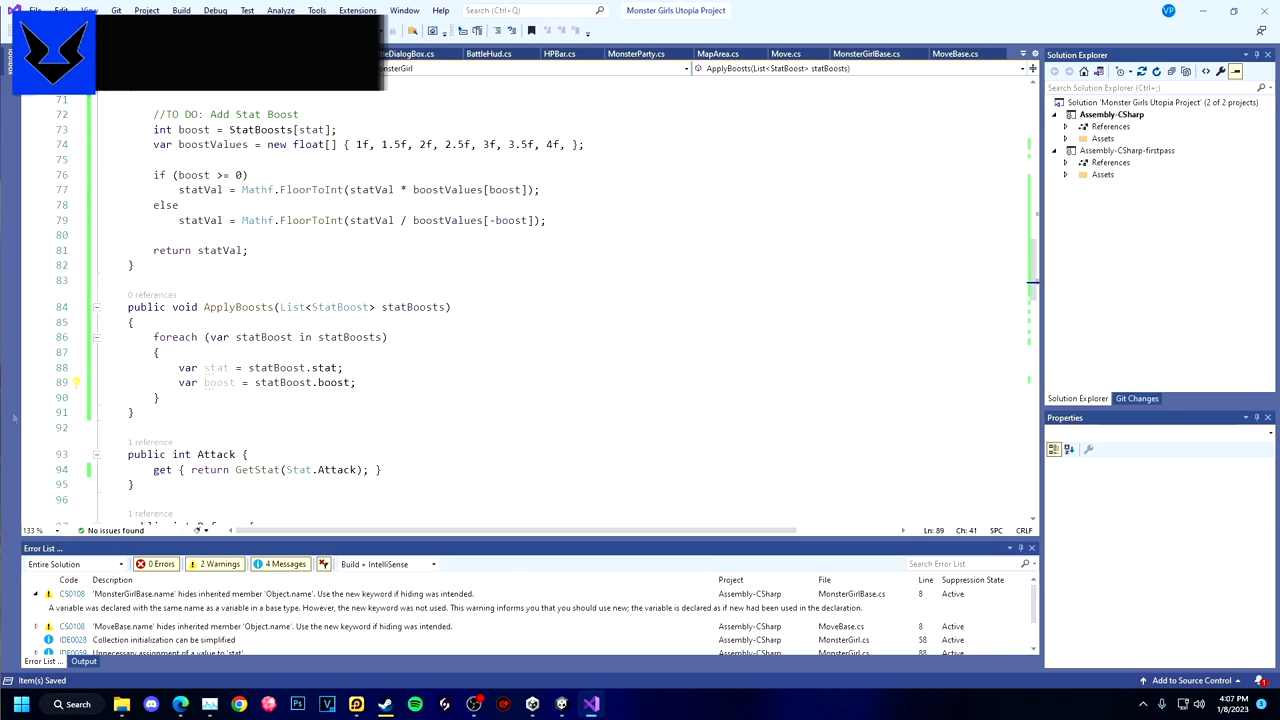 File Edit View Git Project Build Debug Test Analyze Tools Extensions Window Help Search (Ctrl+Q) Monster Girls Utopia Project VP
BattleHud.cs HPBar.cs MonsterParty.cs MapArea.cs Move.cs MonsterGirlBase.cs MoveBase.cs
ApplyBoosts(List<StatBoost> statBoosts)
71
72 //TO DO: Add Stat Boost
73 int boost = StatBoosts[stat];
74 var boostValues = new float[] { 1f, 1.5f, 2f, 2.5f, 3f, 3.5f, 4f, };
75
76 if (boost >= 0)
77 statVal = Mathf.FloorToInt(statVal * boostValues[boost]);
78 else
79 statVal = Mathf.FloorToInt(statVal / boostValues[-boost]);
80
81 return statVal;
82 }
83
0 references
84 public void ApplyBoosts(List<StatBoost> statBoosts)
85 {
86 foreach (var statBoost in statBoosts)
87 {
88 var stat = statBoost.stat;
89 var boost = statBoost.boost;
90 }
91 }
92
1 reference
93 public int Attack {
94 get { return GetStat(Stat.Attack); }
95 }
96
1 reference
133 % No issues found Ln: 89 Ch: 41 SPC CRLF
Error List ...
Entire Solution 0 Errors 2 Warnings 4 Messages Build + IntelliSense Search Error List
Code Description Project File Line Suppression State
CS0108 'MonsterGirlBase.name' hides inherited member 'Object.name'. Use the new keyword if hiding was intended. Assembly-CSharp MonsterGirlBase.cs 8 Active
A variable was declared with the same name as a variable in a base type. However, the new keyword was not used. This warning informs you that you should use new; the variable is declared as if new had been used in the declaration.
CS0108 'MoveBase.name' hides inherited member 'Object.name'. Use the new keyword if hiding was intended. Assembly-CSharp MoveBase.cs 8 Active
IDE0028 Collection initialization can be simplified Assembly-CSharp MonsterGirl.cs 58 Active
IDE0059 Unnecessary assignment of a value to 'stat' Assembly-CSharp MonsterGirl.cs 88 Active
Error List ... Output
Item(s) Saved Add to Source Control
Solution Explorer
Search Solution Explorer (Ctrl+;)
Solution 'Monster Girls Utopia Project' (2 of 2 projects)
Assembly-CSharp
References
Assets
Assembly-CSharp-firstpass
References
Assets
Solution Explorer Git Changes
Properties
Search
4:07 PM
1/8/2023